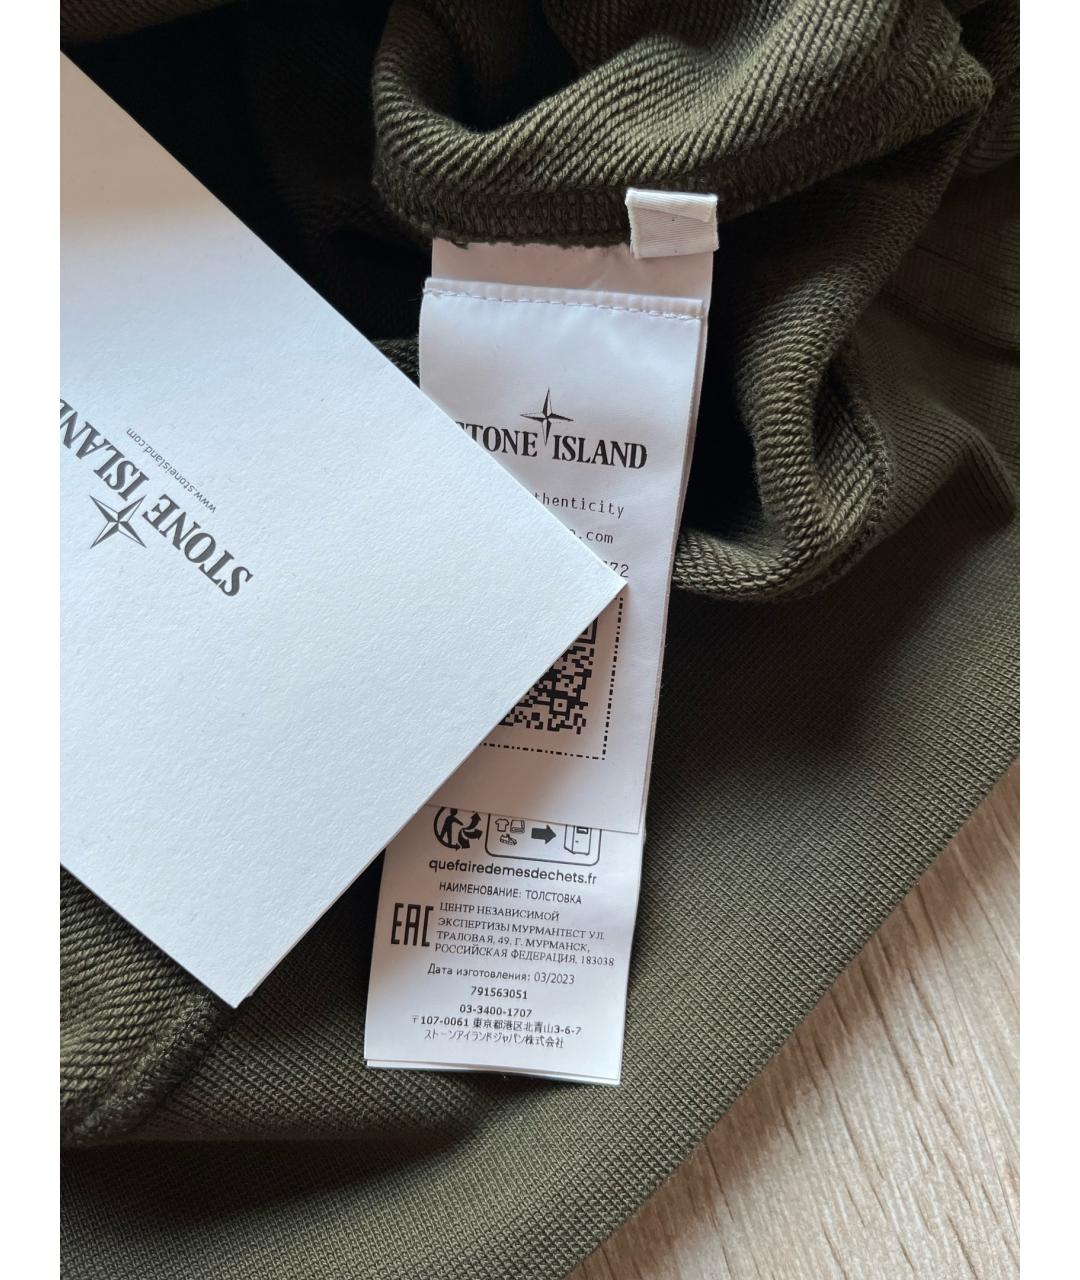 STONE ISLAND
www.stoneisland.com
STONE ISLAND
.com
72
quefairedemesdechets.fr
НАИМЕНОВАНИЕ: ТОЛСТОВКА
EAC
ЦЕНТР НЕЗАВИСИМОЙ
ЭКСПЕРТИЗЫ МУРМАНТЕСТ УЛ.
ТРАЛОВАЯ, 49, Г. МУРМАНСК,
РОССИЙСКАЯ ФЕДЕРАЦИЯ, 183038
Дата изготовления: 03/2023
791563051
03-3400-1707
〒107-0061 東京都港区北青山3-6-7
ストーンアイランドジャパン株式会社